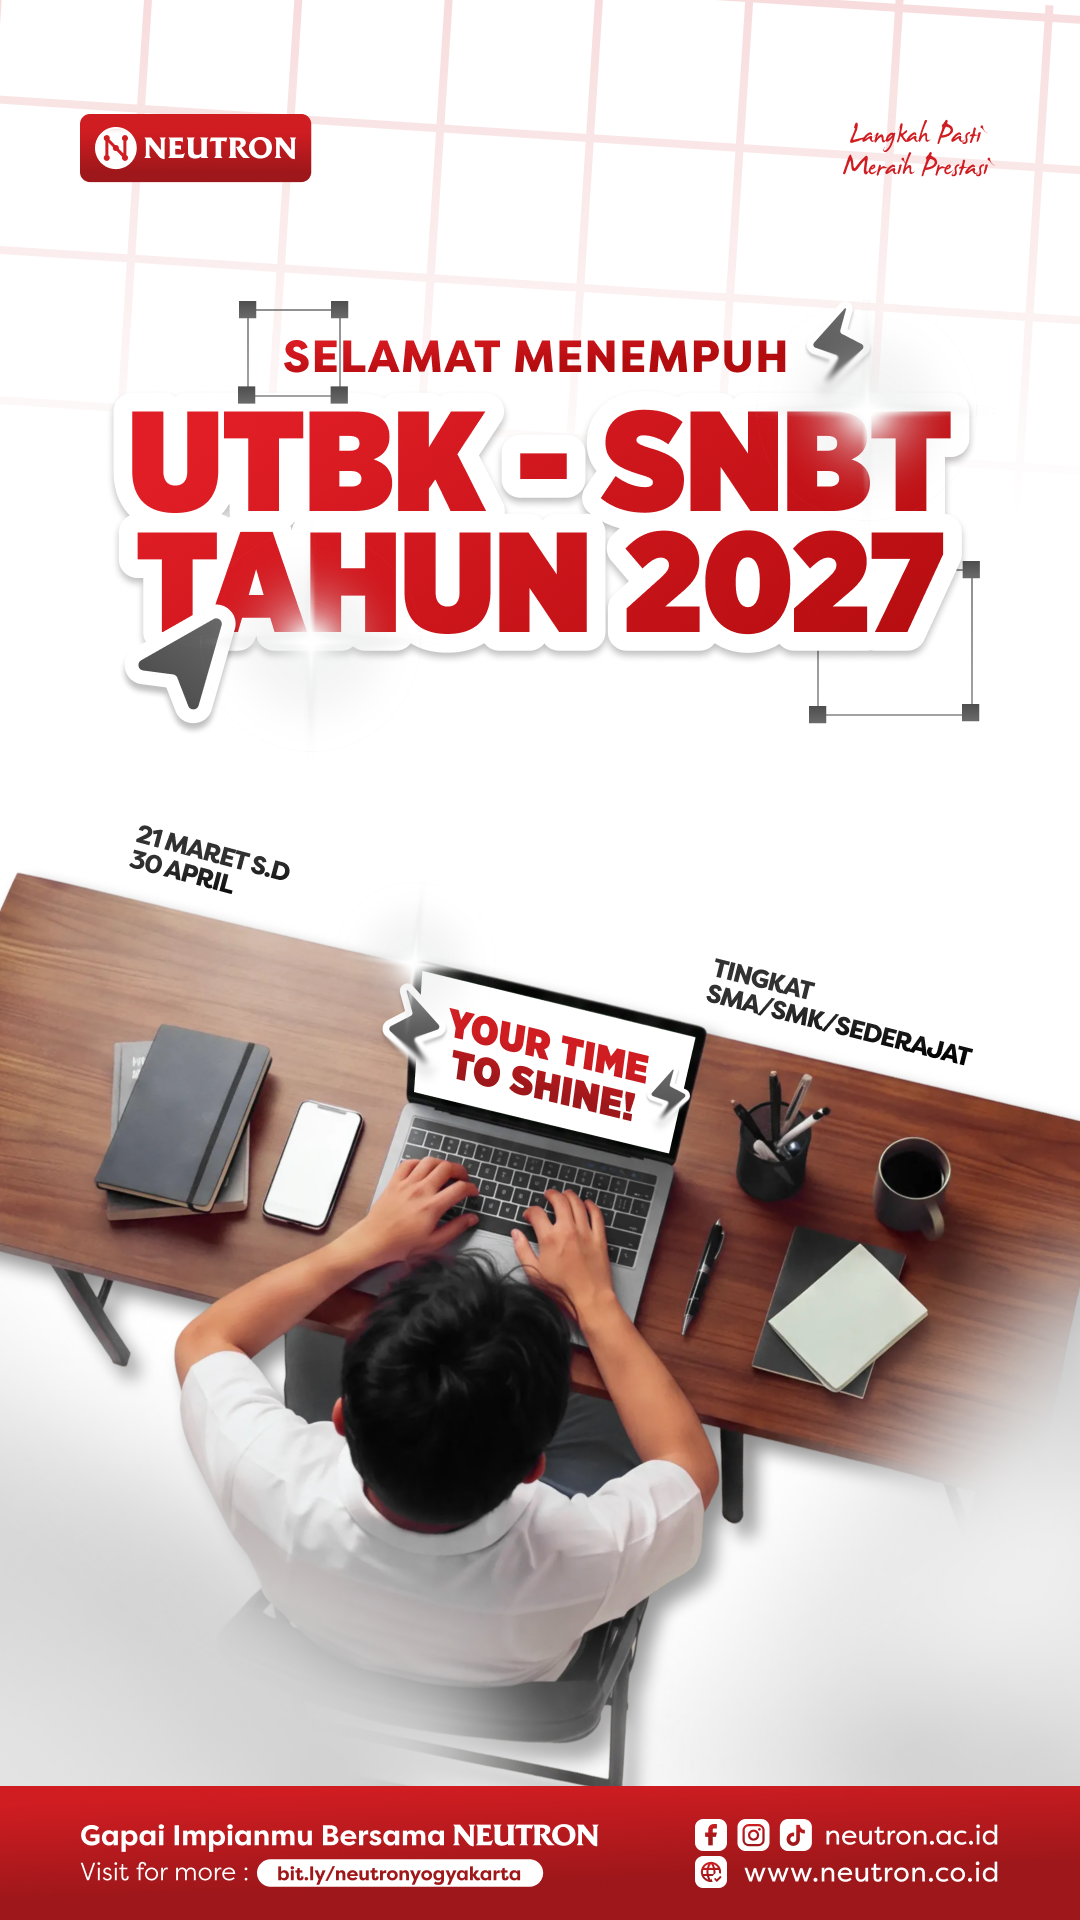 NEUTRON
Langkah Pasti
Meraih Prestasi
SELAMAT MENEMPUH
UTBK - SNBT
TAHUN 2027
21 MARET S.D
30 APRIL
TINGKAT
SMA/SMK/SEDERAJAT
YOUR TIME
TO SHINE!
Gapai Impianmu Bersama NEUTRON
Visit for more : bit.ly/neutronyogyakarta
neutron.ac.id
www.neutron.co.id